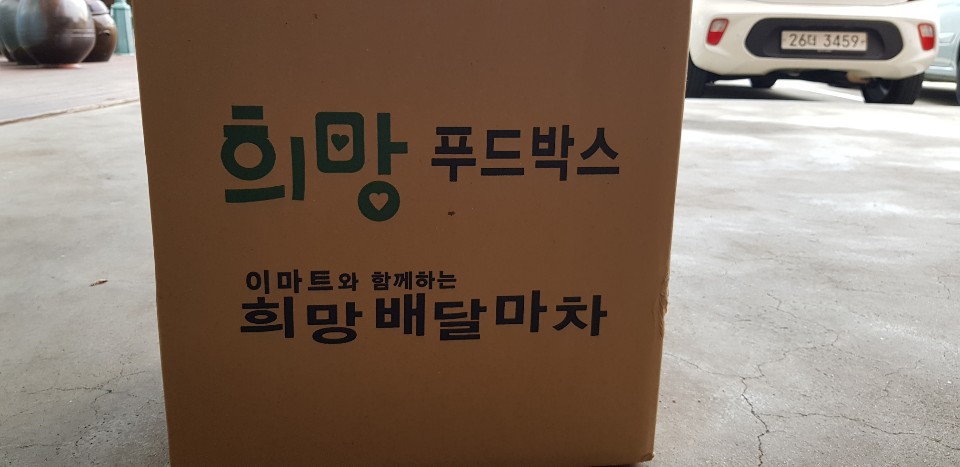 26더 3459
희망 푸드박스
이마트와 함께하는
희망배달마차